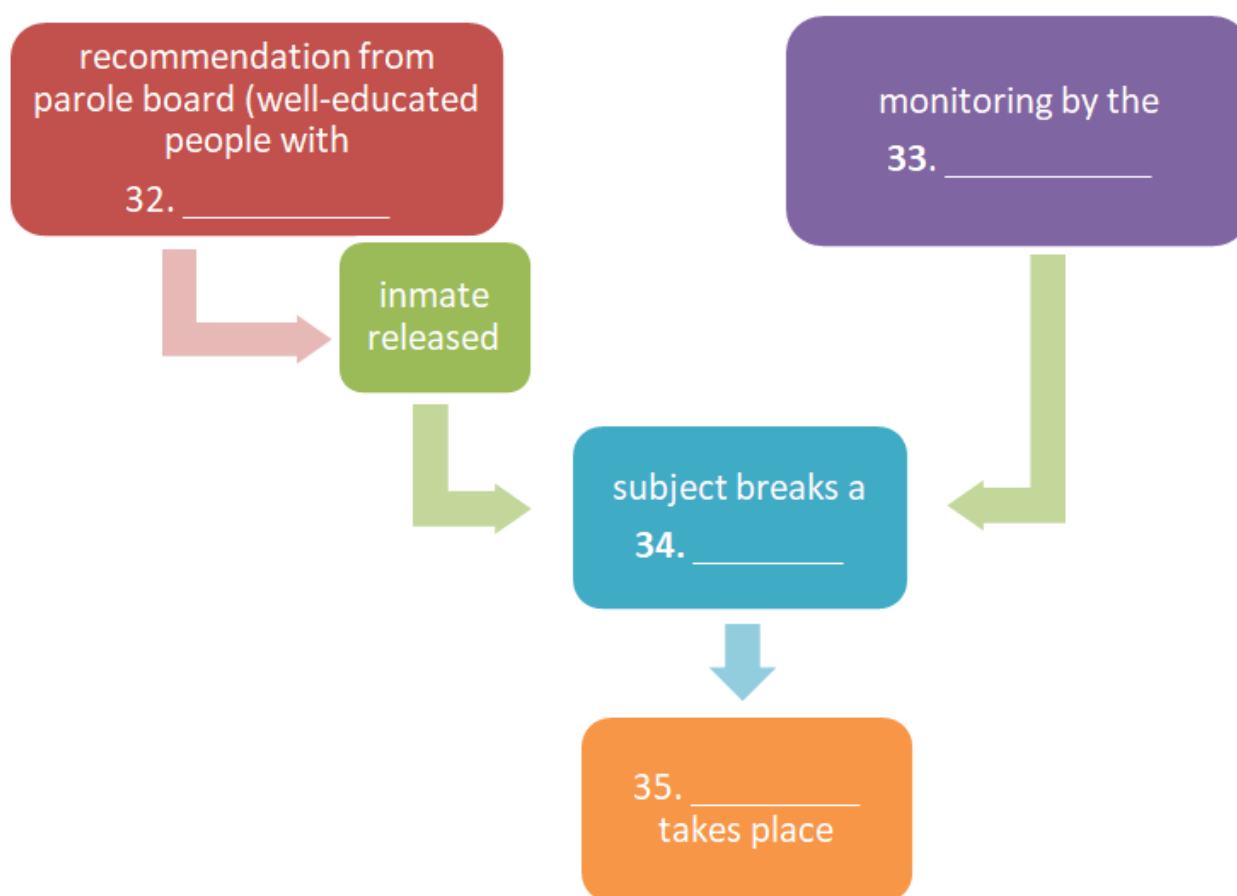 recommendation from
parole board (well-educated
people with
32. ___________
monitoring by the
33. ___________
inmate
released
subject breaks a
34. ________
35. _________
takes place